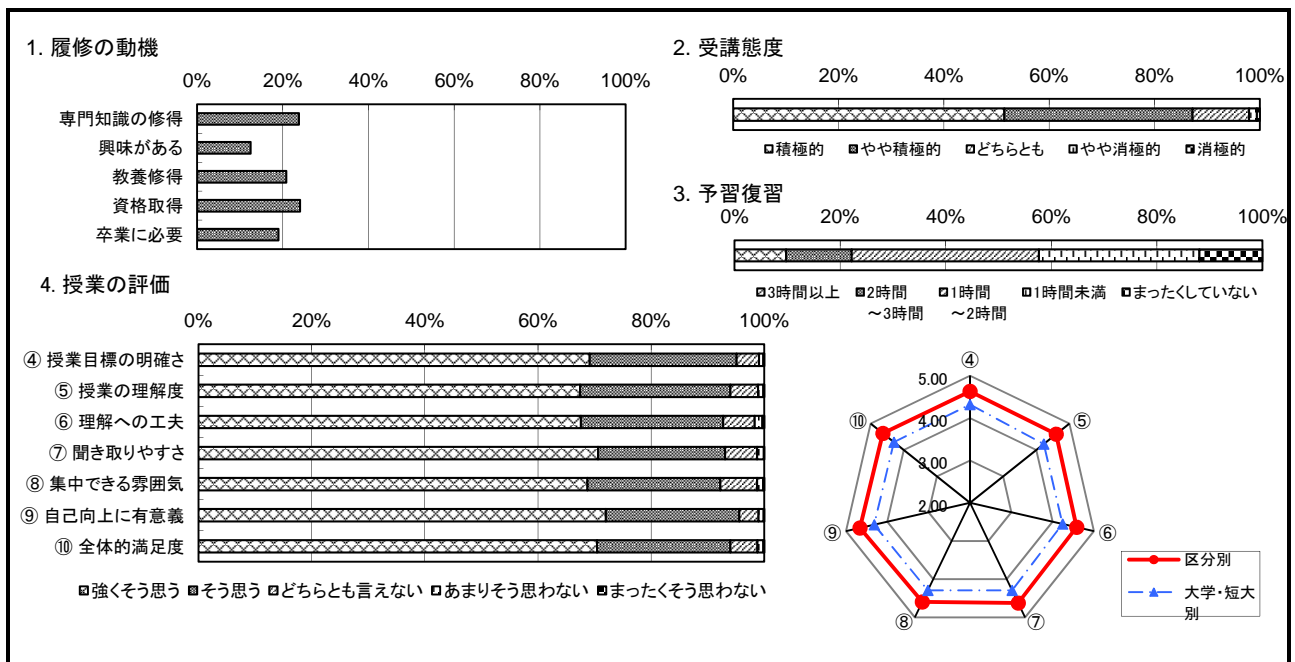 1. 履修の動機
0% 20% 40% 60% 80% 100%
専門知識の修得
興味がある
教養修得
資格取得
卒業に必要
2. 受講態度
0% 20% 40% 60% 80% 100%
積極的 やや積極的 どちらとも やや消極的 消極的
3. 予習復習
0% 20% 40% 60% 80% 100%
3時間以上 2時間 1時間 1時間未満 まったくしていない
～3時間 ～2時間
4. 授業の評価
0% 20% 40% 60% 80% 100%
④ 授業目標の明確さ
⑤ 授業の理解度
⑥ 理解への工夫
⑦ 聞き取りやすさ
⑧ 集中できる雰囲気
⑨ 自己向上に有意義
⑩ 全体的満足度
強くそう思う そう思う どちらとも言えない あまりそう思わない まったくそう思わない
④
5.00
⑩ ⑤
4.00
3.00
2.00
⑨ ⑥
⑧ ⑦
区分別
大学・短大
別